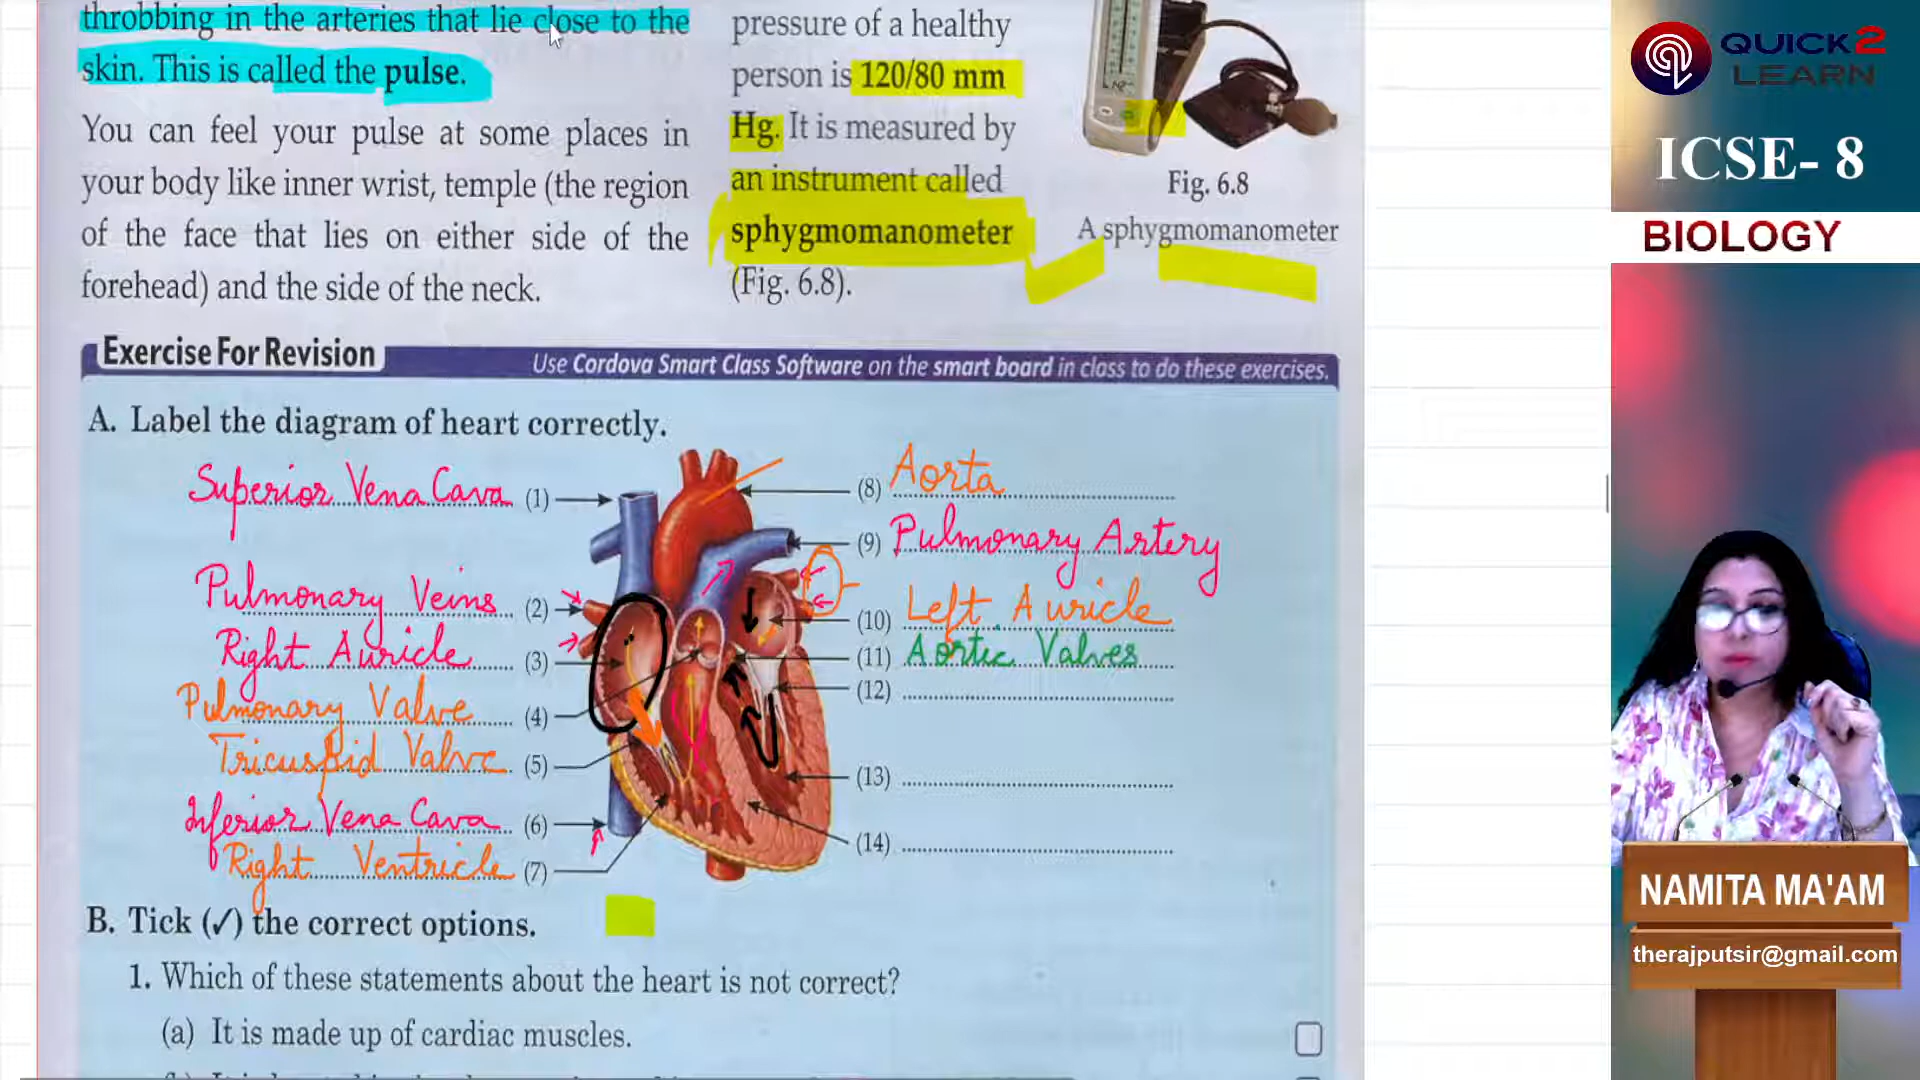 throbbing in the arteries that lie close to the
skin. This is called the pulse.
You can feel your pulse at some places in
your body like inner wrist, temple (the region
of the face that lies on either side of the
forehead) and the side of the neck.
pressure of a healthy
person is 120/80 mm
Hg. It is measured by
an instrument called
sphygmomanometer
(Fig. 6.8).
Fig. 6.8
A sphygmomanometer
Exercise For Revision
Use Cordova Smart Class Software on the smart board in class to do these exercises.
A. Label the diagram of heart correctly.
Superior Vena Cava (1)
Pulmonary Veins (2)
Right Auricle (3)
Pulmonary Valve (4)
Tricuspid Valve (5)
Inferior Vena Cava (6)
Right Ventricle (7)
(8) Aorta
(9) Pulmonary Artery
(10) Left Auricle
(11) Aortic Valves
(12)
(13)
(14)
B. Tick (✓) the correct options.
1. Which of these statements about the heart is not correct?
(a) It is made up of cardiac muscles.
QUICK2
LEARN
ICSE- 8
BIOLOGY
NAMITA MA'AM
therajputsir@gmail.com